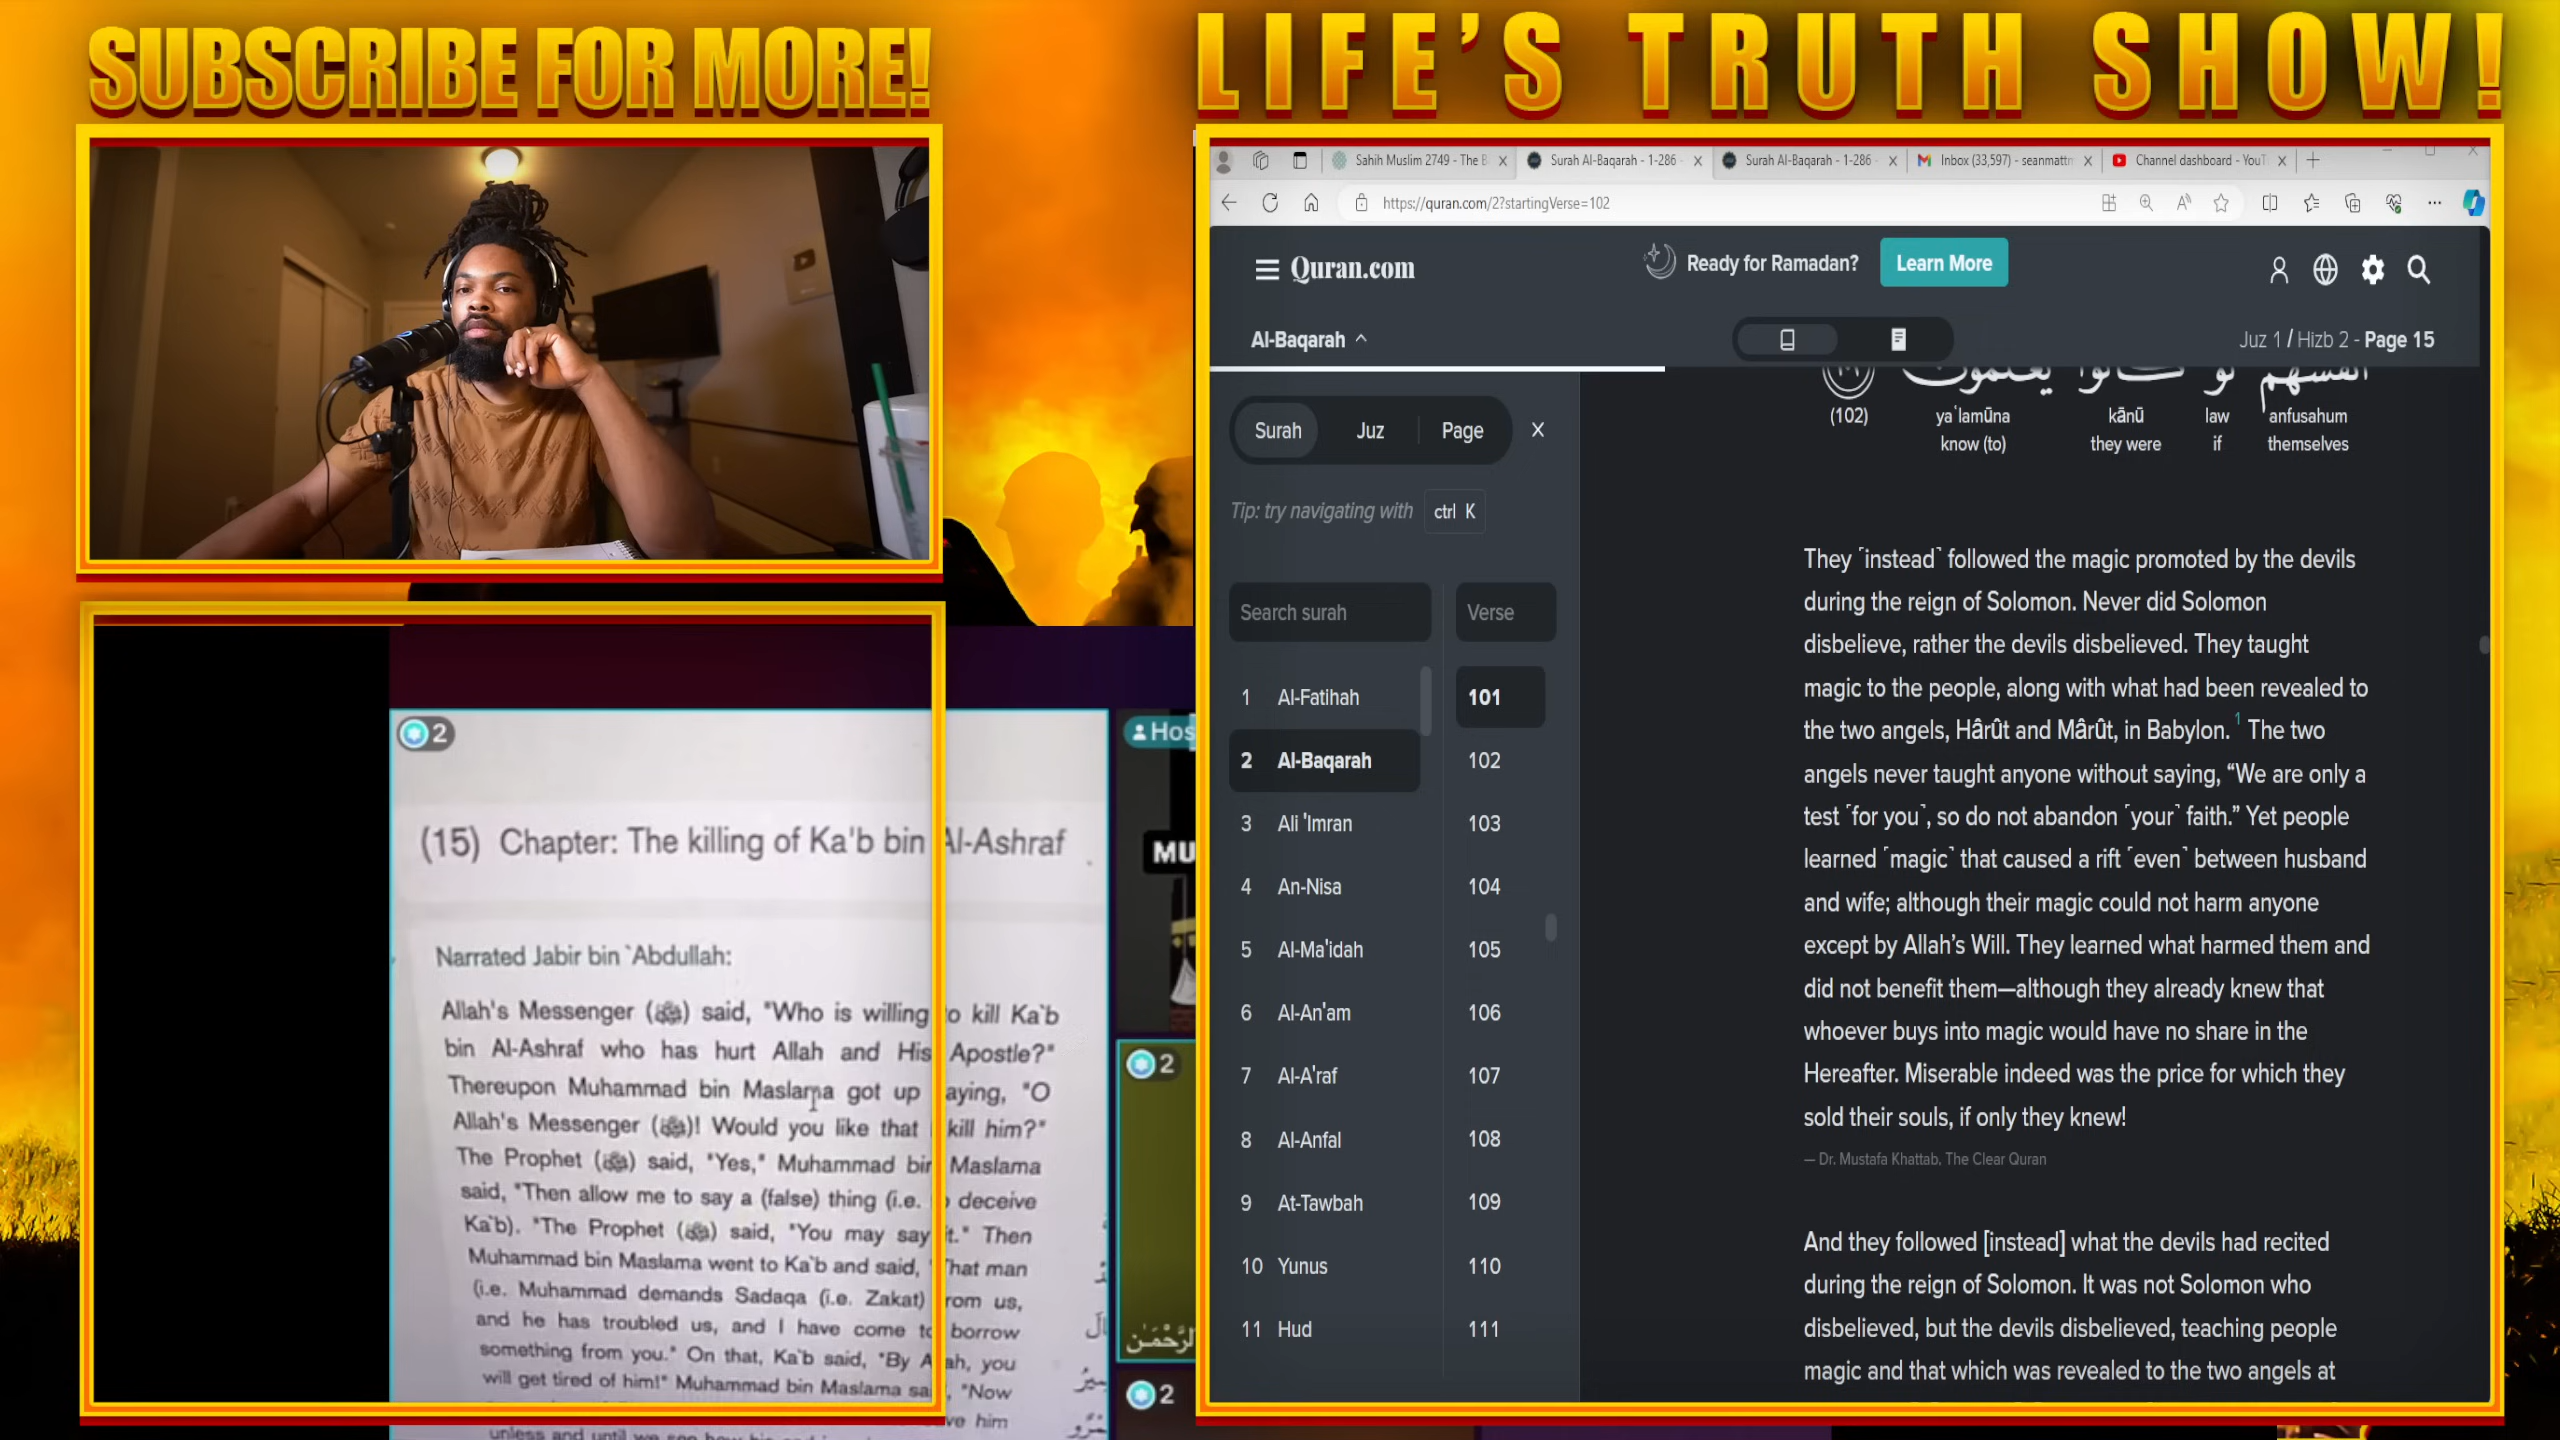 SUBSCRIBE FOR MORE!
LIFE'S TRUTH SHOW!
Sahih Muslim 2749 - The B
Surah Al-Baqarah - 1-286
Surah Al-Baqarah - 1-286
Inbox (33,597) - seanmattm
Channel dashboard - YouT
https://quran.com/2?startingVerse=102
Quran.com
Ready for Ramadan?
Learn More
Al-Baqarah
Juz 1 / Hizb 2 - Page 15
Surah
Juz
Page
Tip: try navigating with ctrl K
Search surah
Verse
1 Al-Fatihah
2 Al-Baqarah
3 Ali 'Imran
4 An-Nisa
5 Al-Ma'idah
6 Al-An'am
7 Al-A'raf
8 Al-Anfal
9 At-Tawbah
10 Yunus
11 Hud
101
102
103
104
105
106
107
108
109
110
111
(102) ya'lamūna kānū law anfusahum
know (to) they were if themselves
They ˹instead˺ followed the magic promoted by the devils
during the reign of Solomon. Never did Solomon
disbelieve, rather the devils disbelieved. They taught
magic to the people, along with what had been revealed to
the two angels, Hârût and Mârût, in Babylon. 1 The two
angels never taught anyone without saying, “We are only a
test ˹for you˺, so do not abandon ˹your˺ faith.” Yet people
learned ˹magic˺ that caused a rift ˹even˺ between husband
and wife; although their magic could not harm anyone
except by Allah’s Will. They learned what harmed them and
did not benefit them—although they already knew that
whoever buys into magic would have no share in the
Hereafter. Miserable indeed was the price for which they
sold their souls, if only they knew!
— Dr. Mustafa Khattab, The Clear Quran
And they followed [instead] what the devils had recited
during the reign of Solomon. It was not Solomon who
disbelieved, but the devils disbelieved, teaching people
magic and that which was revealed to the two angels at
2
Hos
(15) Chapter: The killing of Ka'b bin Al-Ashraf
MU
Narrated Jabir bin `Abdullah:
Allah's Messenger (ﷺ) said, "Who is willing to kill Ka`b
bin Al-Ashraf who has hurt Allah and His Apostle?"
Thereupon Muhammad bin Maslama got up saying, "O
Allah's Messenger (ﷺ)! Would you like that I kill him?"
The Prophet (ﷺ) said, "Yes," Muhammad bin Maslama
said, "Then allow me to say a (false) thing (i.e. to deceive
Ka`b). "The Prophet (ﷺ) said, "You may say it." Then
Muhammad bin Maslama went to Ka`b and said, "That man
(i.e. Muhammad demands Sadaqa (i.e. Zakat) from us,
and he has troubled us, and I have come to borrow
something from you." On that, Ka`b said, "By Allah, you
will get tired of him!" Muhammad bin Maslama said, "Now
him
2
2